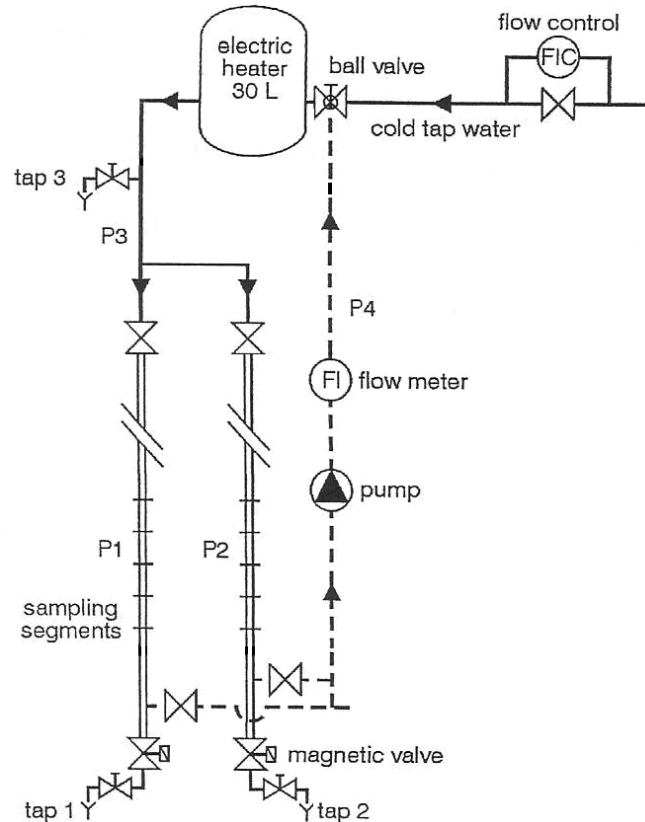 flow control
FIC
electric
heater
30 L
ball valve
cold tap water
tap 3
P3
P4
FI
flow meter
pump
P1
P2
sampling
segments
magnetic valve
tap 1
tap 2